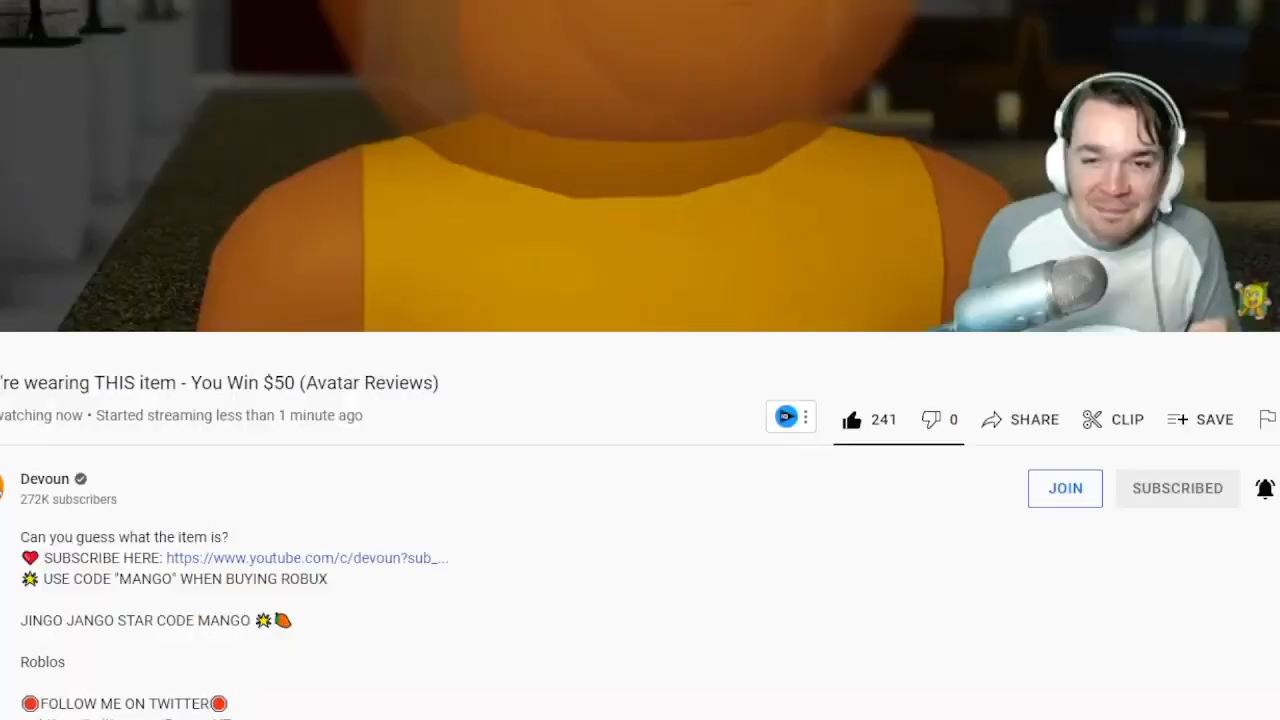 're wearing THIS item - You Win $50 (Avatar Reviews)
watching now • Started streaming less than 1 minute ago
241
0
SHARE
CLIP
SAVE
Devoun
272K subscribers
JOIN
SUBSCRIBED
Can you guess what the item is?
SUBSCRIBE HERE: https://www.youtube.com/c/devoun?sub_...
USE CODE "MANGO" WHEN BUYING ROBUX
JINGO JANGO STAR CODE MANGO
Roblos
FOLLOW ME ON TWITTER